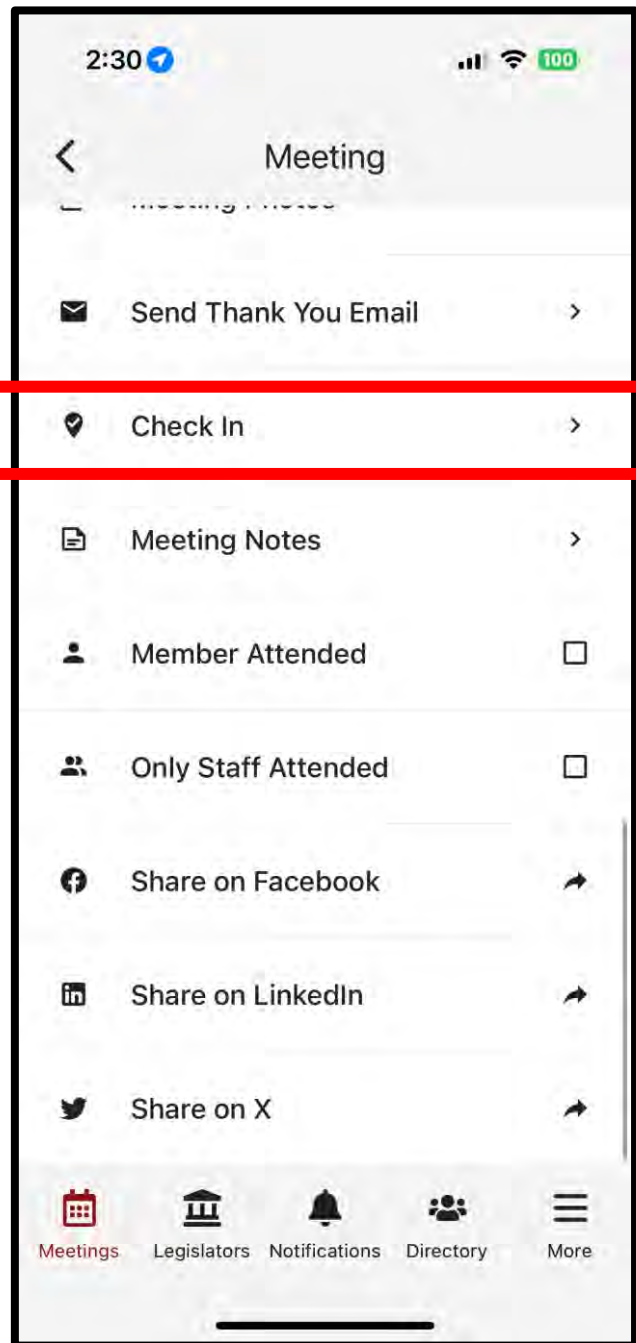 2:30
100
Meeting
Send Thank You Email
Check In
Meeting Notes
Member Attended
Only Staff Attended
Share on Facebook
Share on LinkedIn
Share on X
Meetings Legislators Notifications Directory More